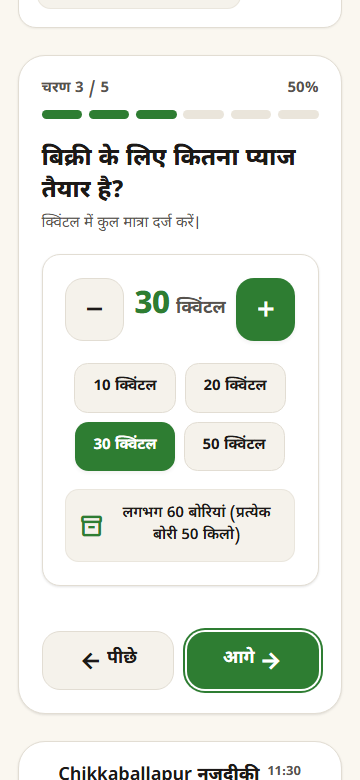 चरण 3 / 5
50%
बिक्री के लिए कितना प्याज
तैयार है?
क्विंटल में कुल मात्रा दर्ज करें|
−
30 क्विंटल
+
10 क्विंटल
20 क्विंटल
30 क्विंटल
50 क्विंटल
लगभग 60 बोरियां (प्रत्येक
बोरी 50 किलो)
← पीछे
आगे →
Chikkaballapur नजदीकी
11:30